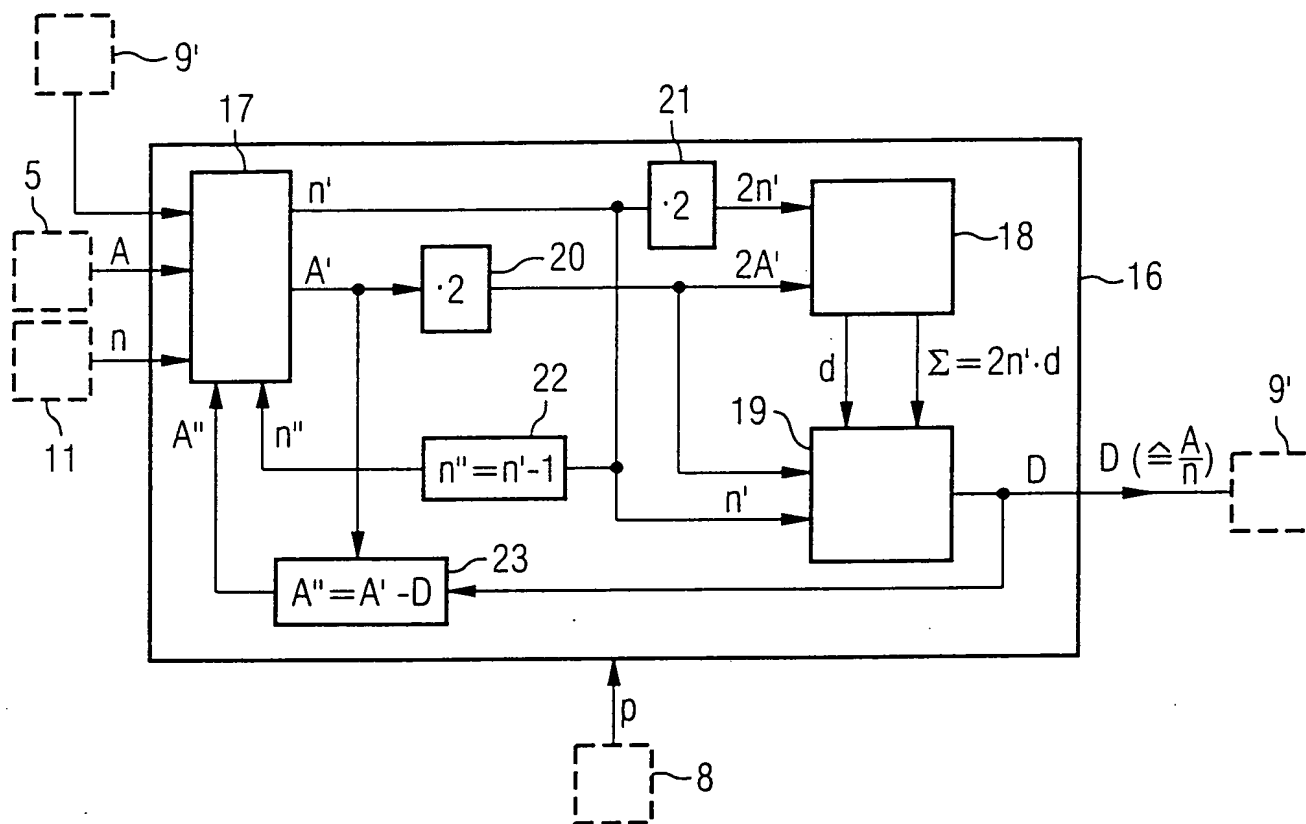 9'
17
21
5
n'
·2
2n'
18
A
A'
20
·2
2A'
16
n
d
Σ=2n'·d
22
19
9'
11
A"
n"
n"=n'-1
n'
D
D (≙ A/n)
23
A"=A'-D
p
8